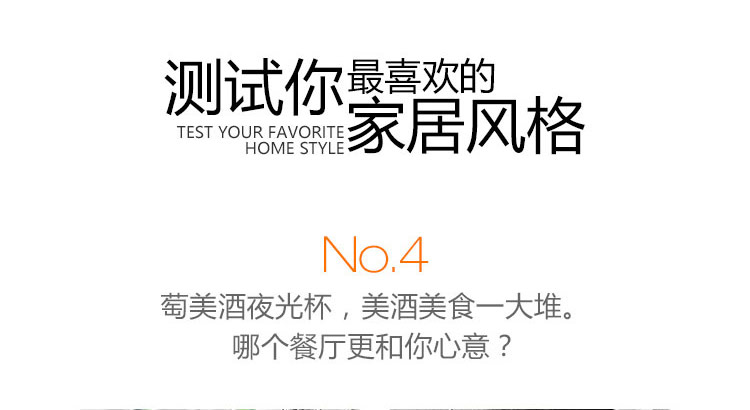 测试你最喜欢的
家居风格
TEST YOUR FAVORITE
HOME STYLE
No.4
萄美酒夜光杯，美酒美食一大堆。
哪个餐厅更和你心意？